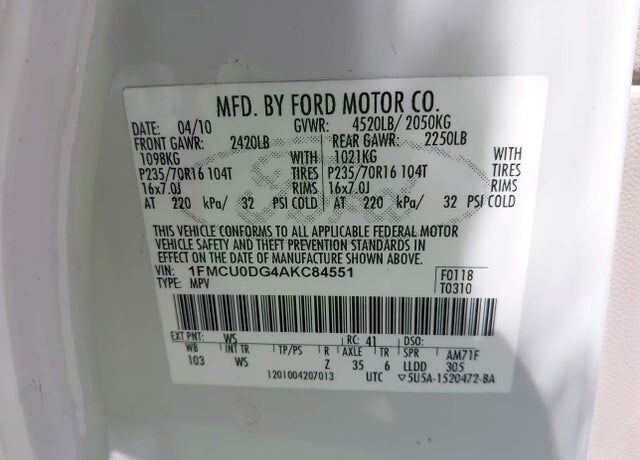 MFD. BY FORD MOTOR CO.
DATE: 04/10 GVWR: 4520LB/ 2050KG
FRONT GAWR: 2420LB REAR GAWR: 2250LB
1098KG WITH 1021KG WITH
P235/70R16 104T TIRES P235/70R16 104T TIRES
16x7.0J RIMS 16x7.0J RIMS
AT 220 kPa/ 32 PSI COLD AT 220 kPa/ 32 PSI COLD
THIS VEHICLE CONFORMS TO ALL APPLICABLE FEDERAL MOTOR
VEHICLE SAFETY AND THEFT PREVENTION STANDARDS IN
EFFECT ON THE DATE OF MANUFACTURE SHOWN ABOVE.
VIN: 1FMCU0DG4AKC84551 F0118
TYPE: MPV T0310
EXT PNT: WS RC: 41 DSO:
WB INT TR TP/PS R AXLE TR SPR AM71F
103 WS Z 35 6 LLDD 305
1201004207013 UTC ▽5U5A-1520472-BA
Ford